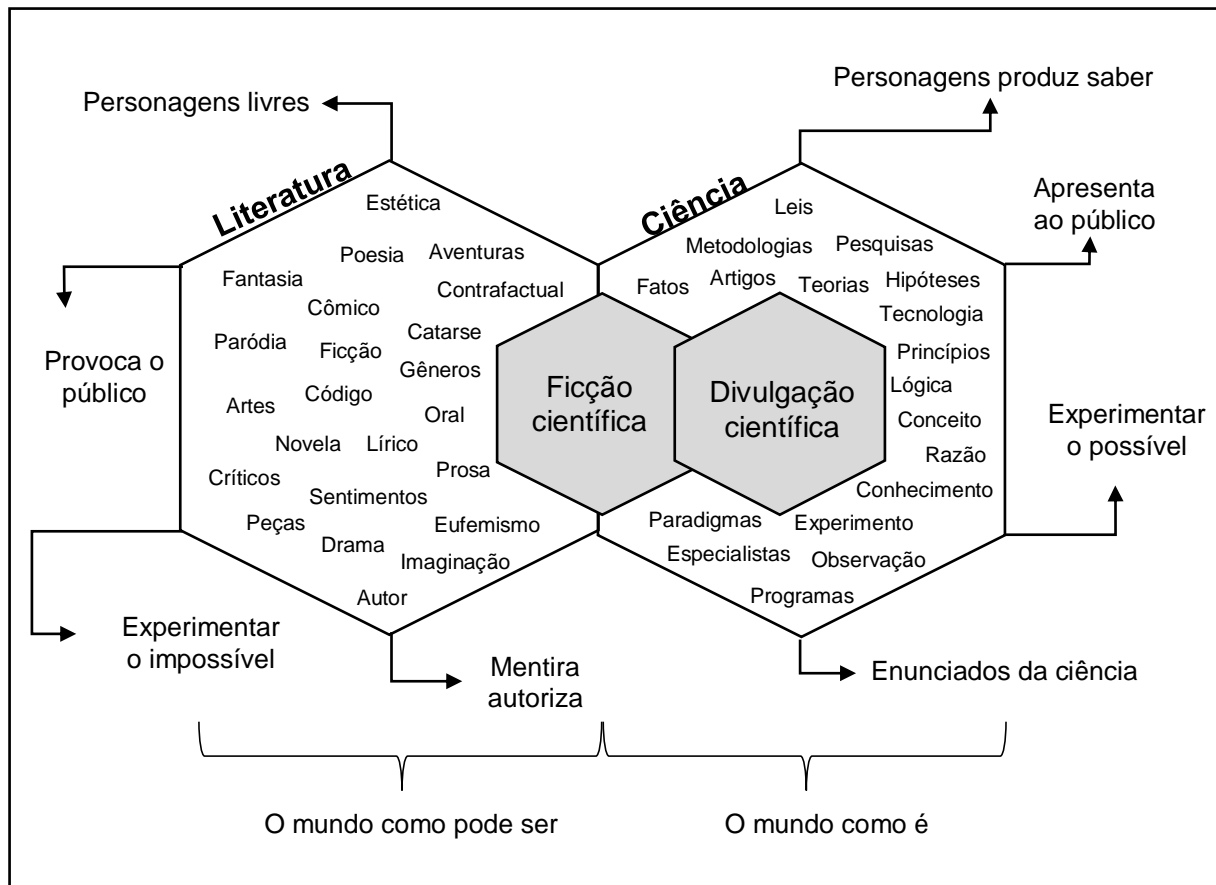 Personagens produz saber
Personagens livres
Literatura
Ciência
Apresenta
ao público
Estética
Poesia
Aventuras
Fantasia
Contrafactual
Cômico
Catarse
Paródia
Ficção
Gêneros
Artes
Código
Oral
Novela
Lírico
Prosa
Críticos
Sentimentos
Peças
Eufemismo
Drama
Imaginação
Autor
Leis
Metodologias
Pesquisas
Fatos
Artigos
Teorias
Hipóteses
Tecnologia
Princípios
Lógica
Conceito
Razão
Conhecimento
Paradigmas
Experimento
Especialistas
Observação
Programas
Ficção
científica
Divulgação
científica
Provoca o
público
Experimentar
o possível
Experimentar
o impossível
Mentira
autoriza
Enunciados da ciência
O mundo como pode ser
O mundo como é